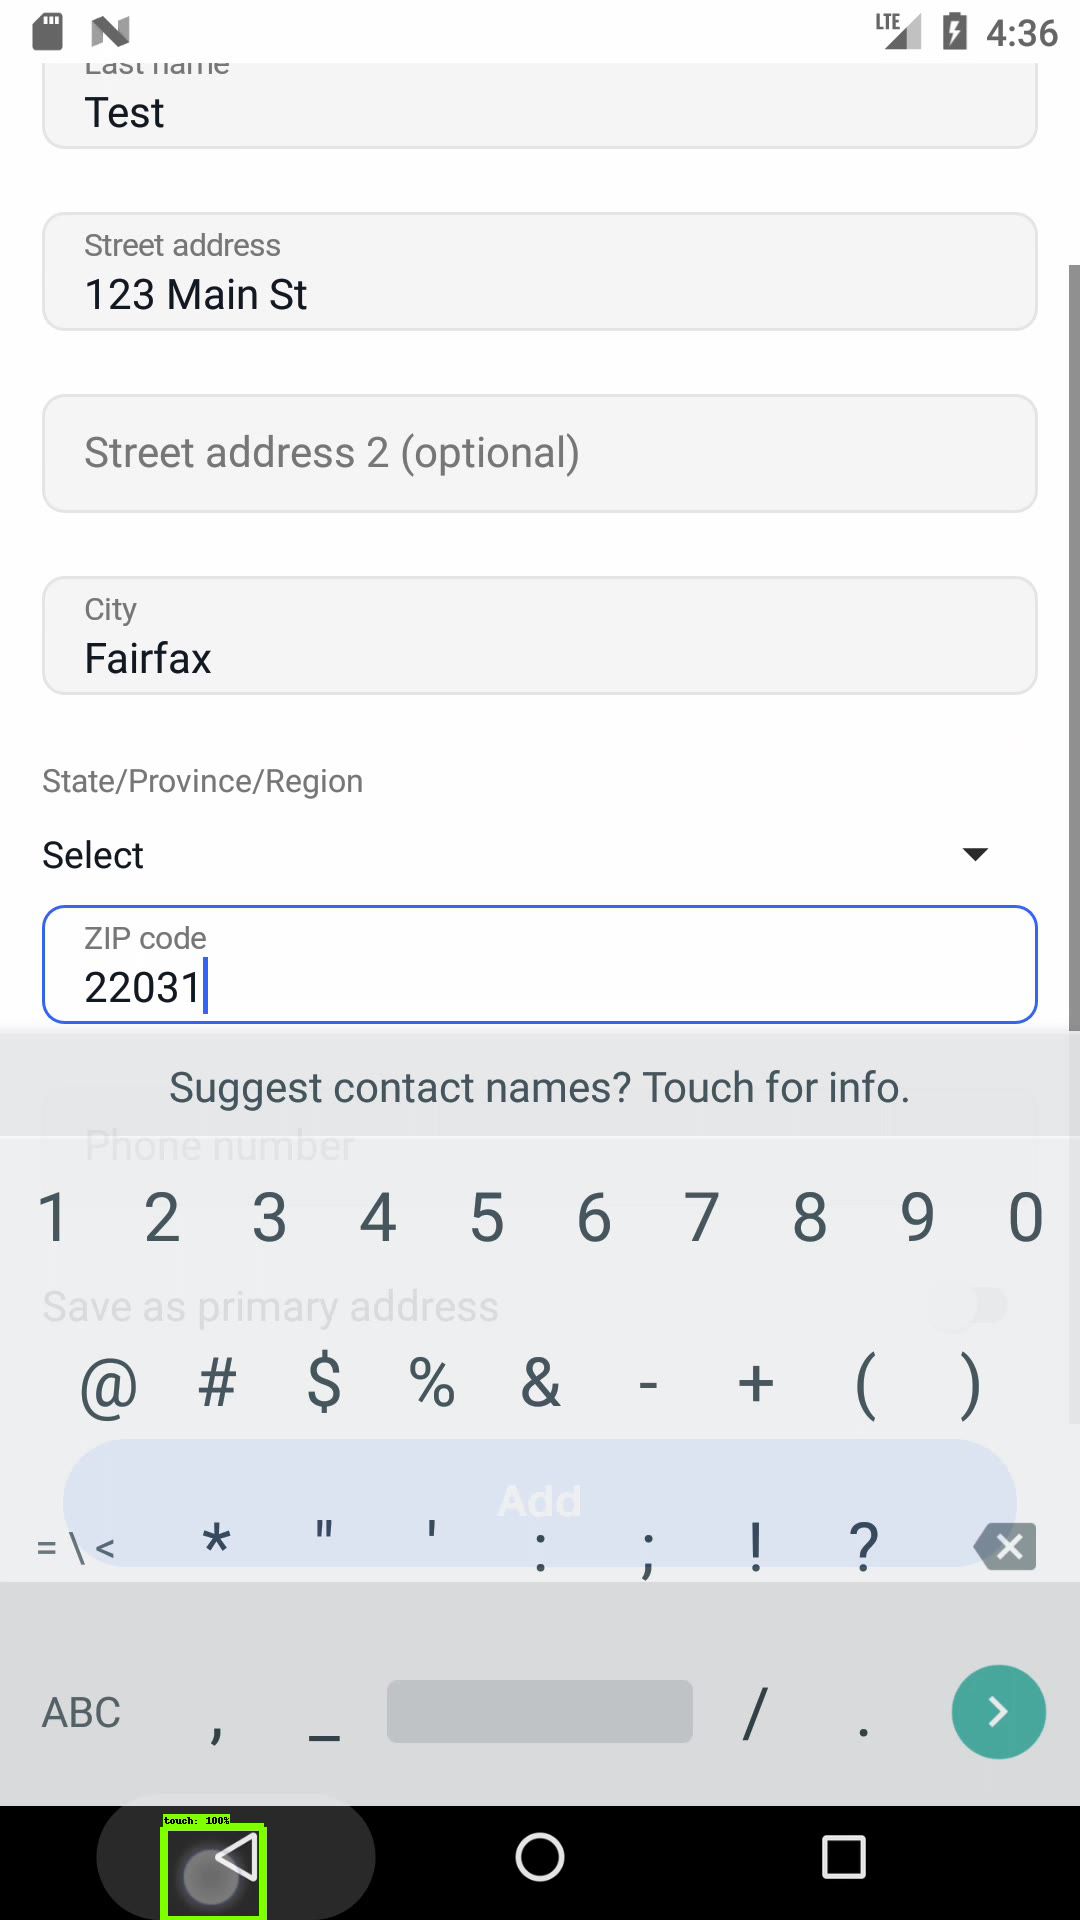 LTE 4:36
Last name
Test
Street address
123 Main St
Street address 2 (optional)
City
Fairfax
State/Province/Region
Select
ZIP code
22031
Suggest contact names? Touch for info.
Phone number
1 2 3 4 5 6 7 8 9 0
Save as primary address
@ # $ % & - + ( )
Add
= \ < * " ' : ; ! ?
ABC , _ / .
touch: 100%